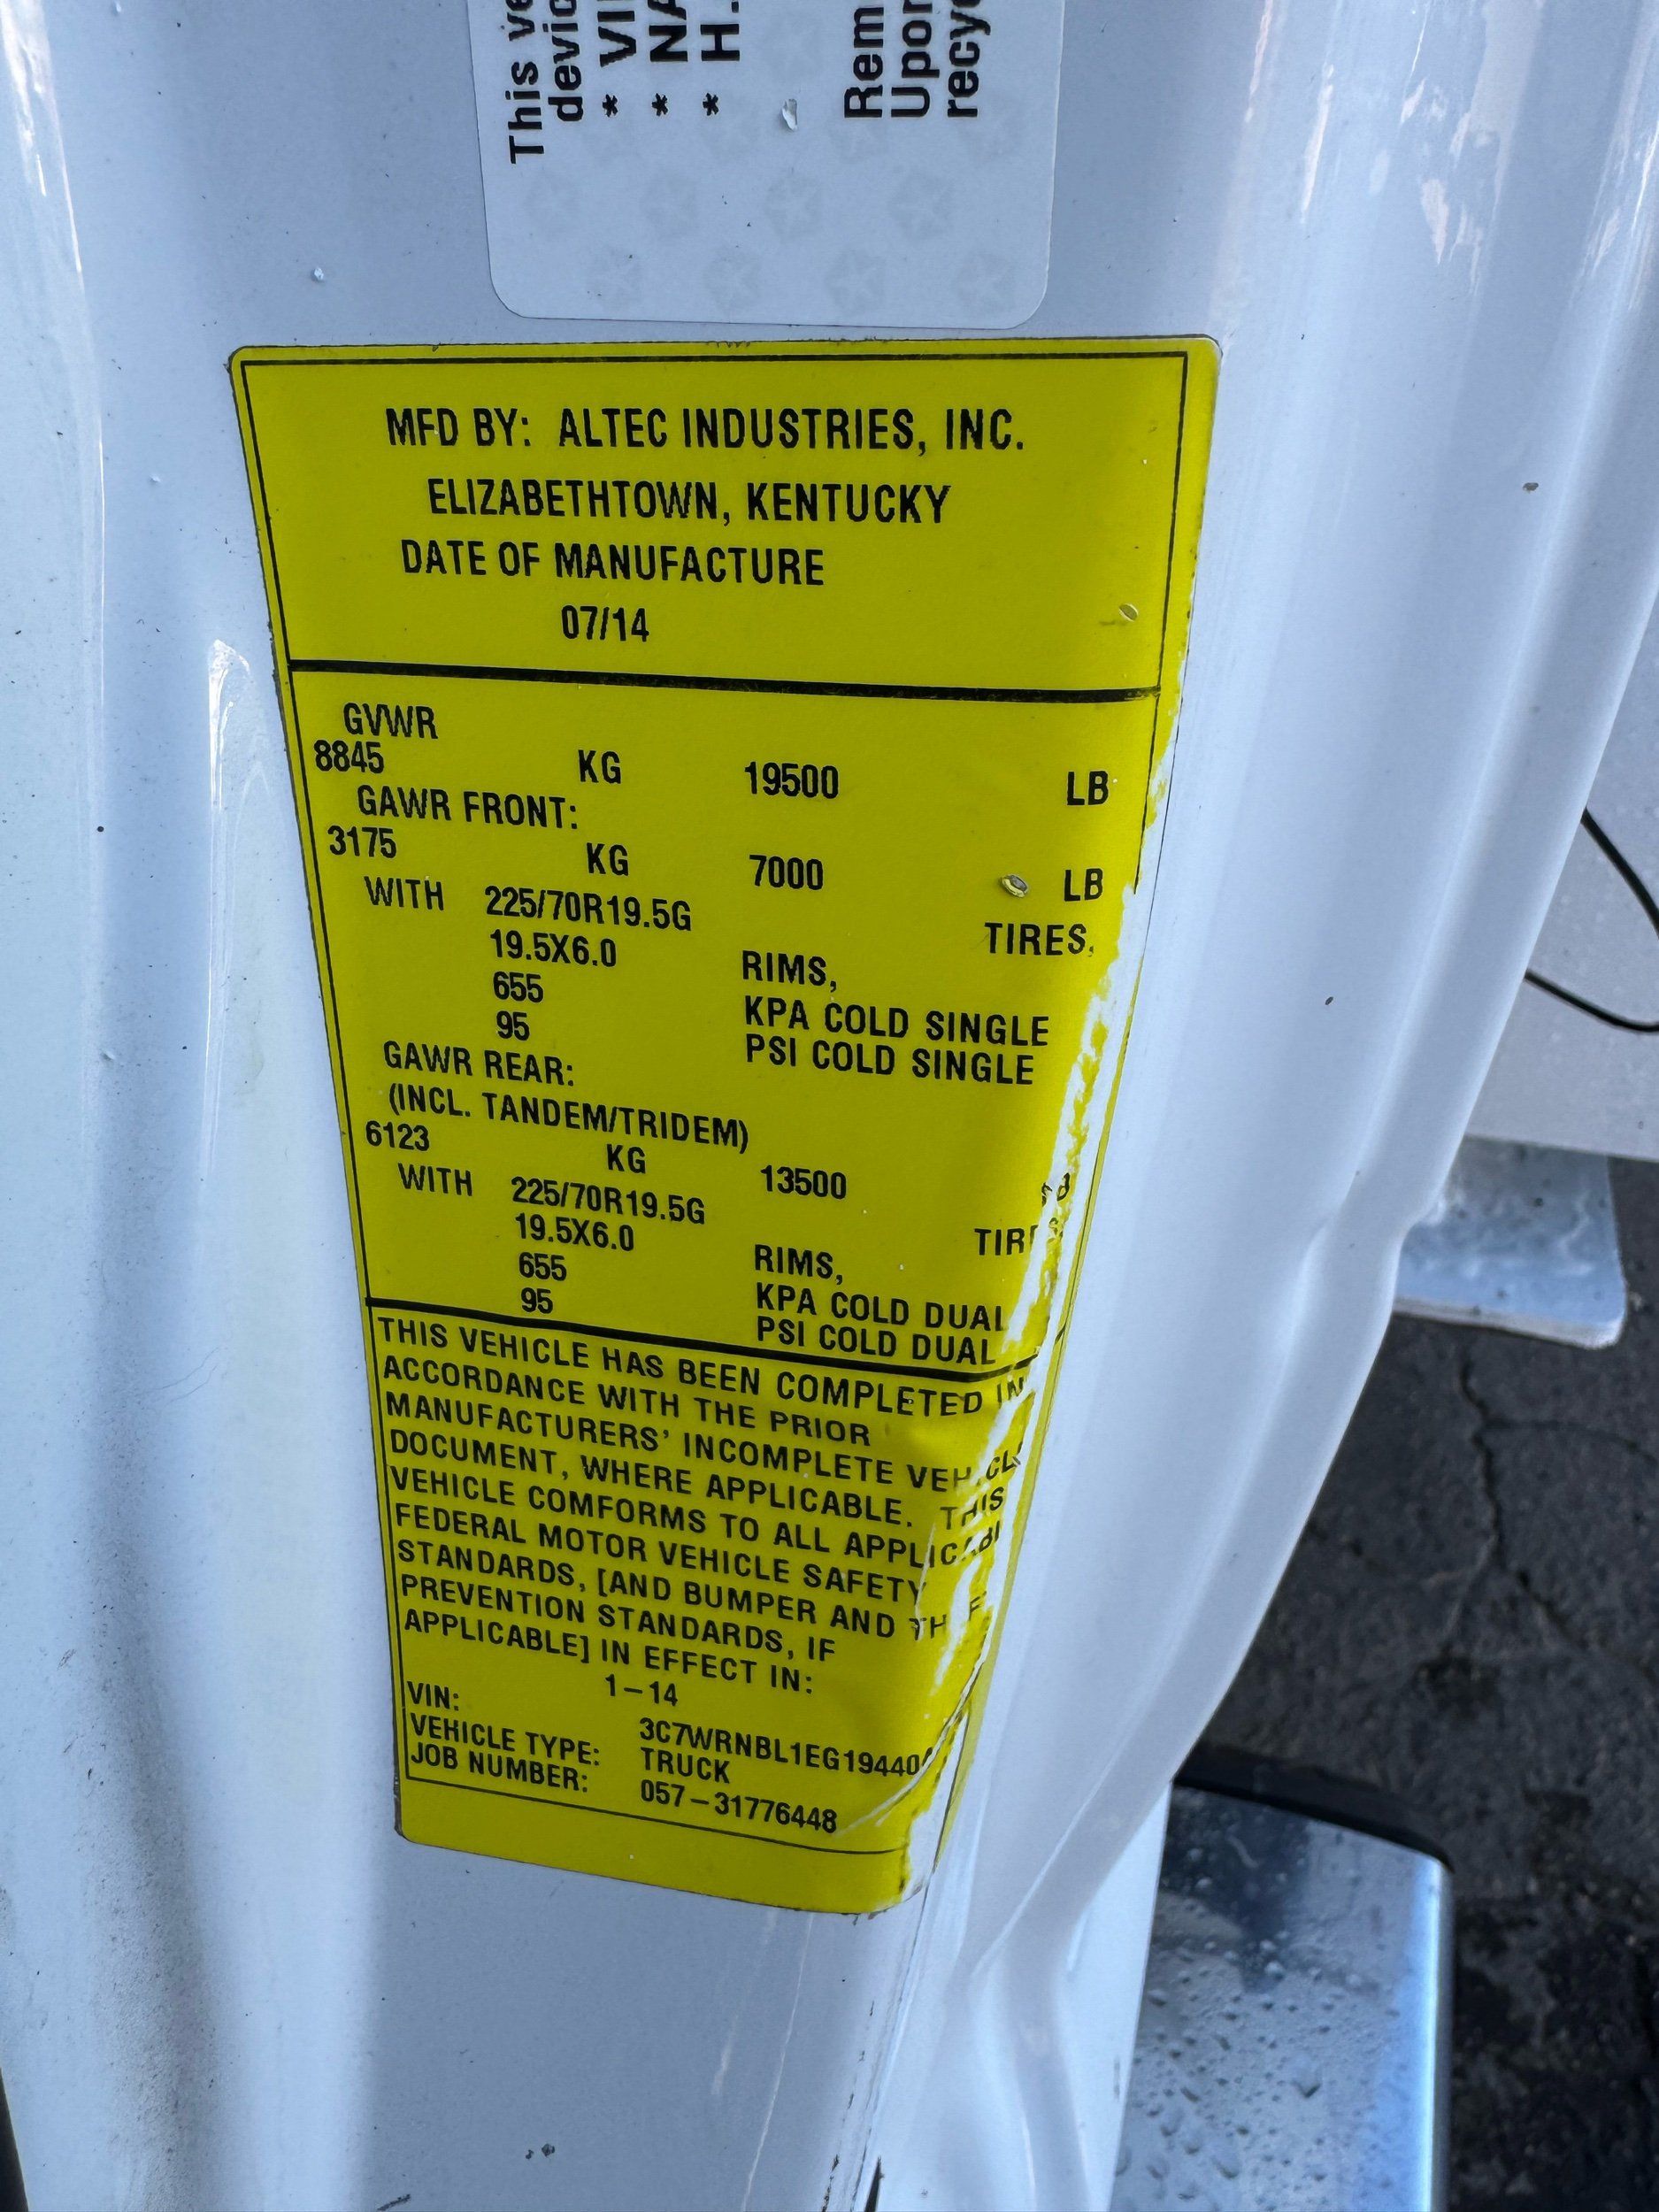 This ve
devic
* VI
* NA
* H.
Rem
Upon
recyc
MFD BY: ALTEC INDUSTRIES, INC.
ELIZABETHTOWN, KENTUCKY
DATE OF MANUFACTURE
07/14
GVWR
8845 KG 19500 LB
GAWR FRONT:
3175 KG 7000 LB
WITH 225/70R19.5G TIRES,
19.5X6.0 RIMS,
655 KPA COLD SINGLE
95 PSI COLD SINGLE
GAWR REAR:
(INCL. TANDEM/TRIDEM)
6123 KG 13500
WITH 225/70R19.5G TIRES
19.5X6.0 RIMS,
655 KPA COLD DUAL
95 PSI COLD DUAL
THIS VEHICLE HAS BEEN COMPLETED IN
ACCORDANCE WITH THE PRIOR
MANUFACTURERS' INCOMPLETE VEHICLE
DOCUMENT, WHERE APPLICABLE. THIS
VEHICLE COMFORMS TO ALL APPLICABL
FEDERAL MOTOR VEHICLE SAFETY
STANDARDS, [AND BUMPER AND THEF
PREVENTION STANDARDS, IF
APPLICABLE] IN EFFECT IN:
1-14
VIN: 3C7WRNBL1EG19440
VEHICLE TYPE: TRUCK
JOB NUMBER: 057-31776448